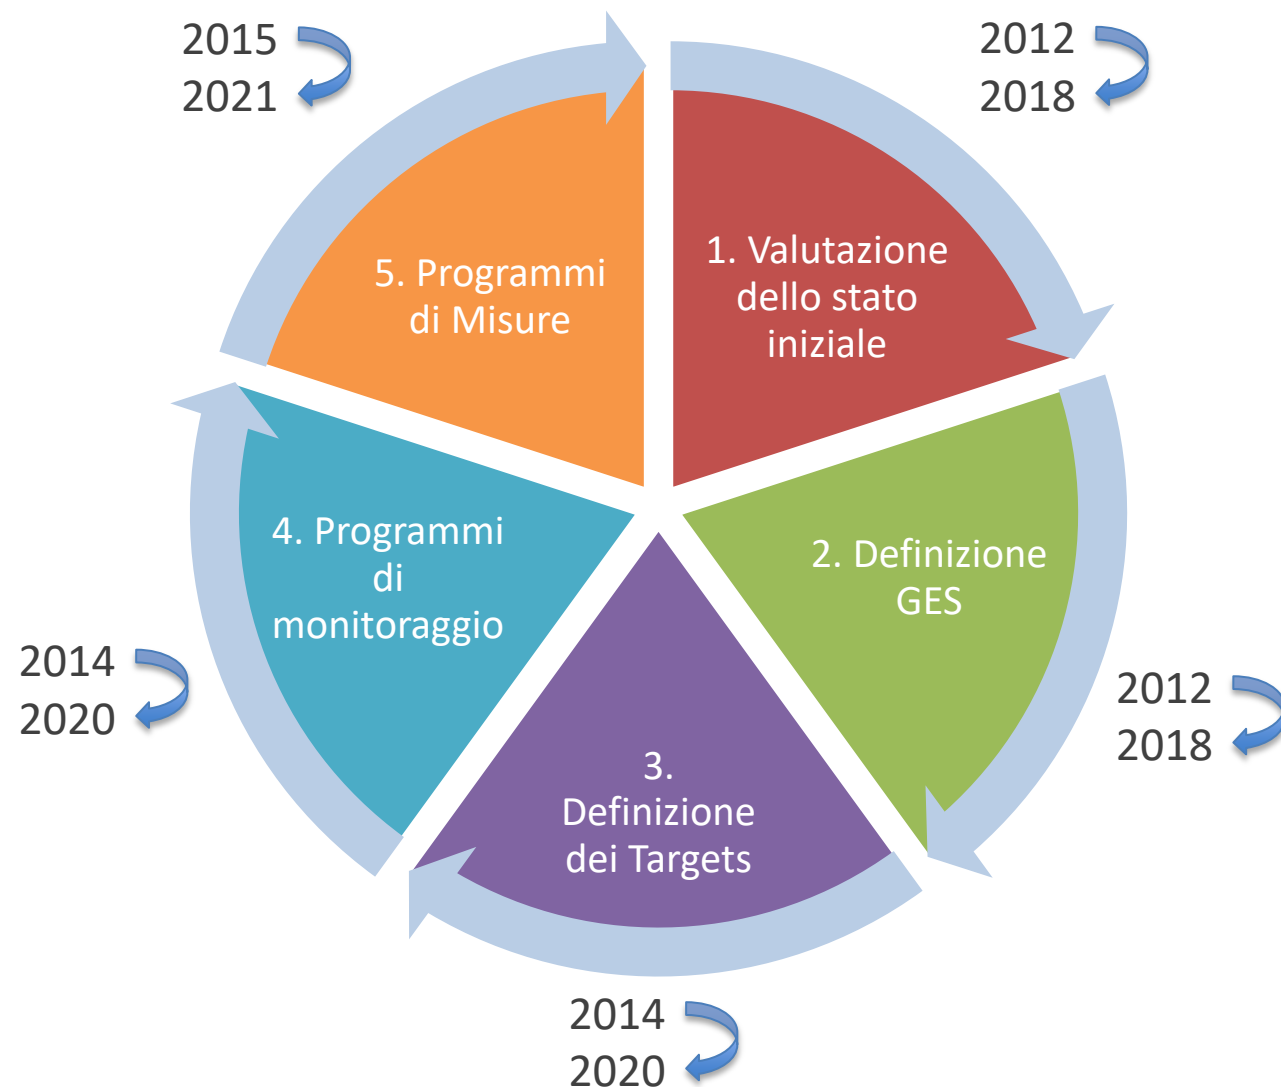 2015
2021
2012
2018
1. Valutazione
dello stato
iniziale
5. Programmi
di Misure
2. Definizione
GES
4. Programmi
di
monitoraggio
2014
2020
2012
2018
3.
Definizione
dei Targets
2014
2020